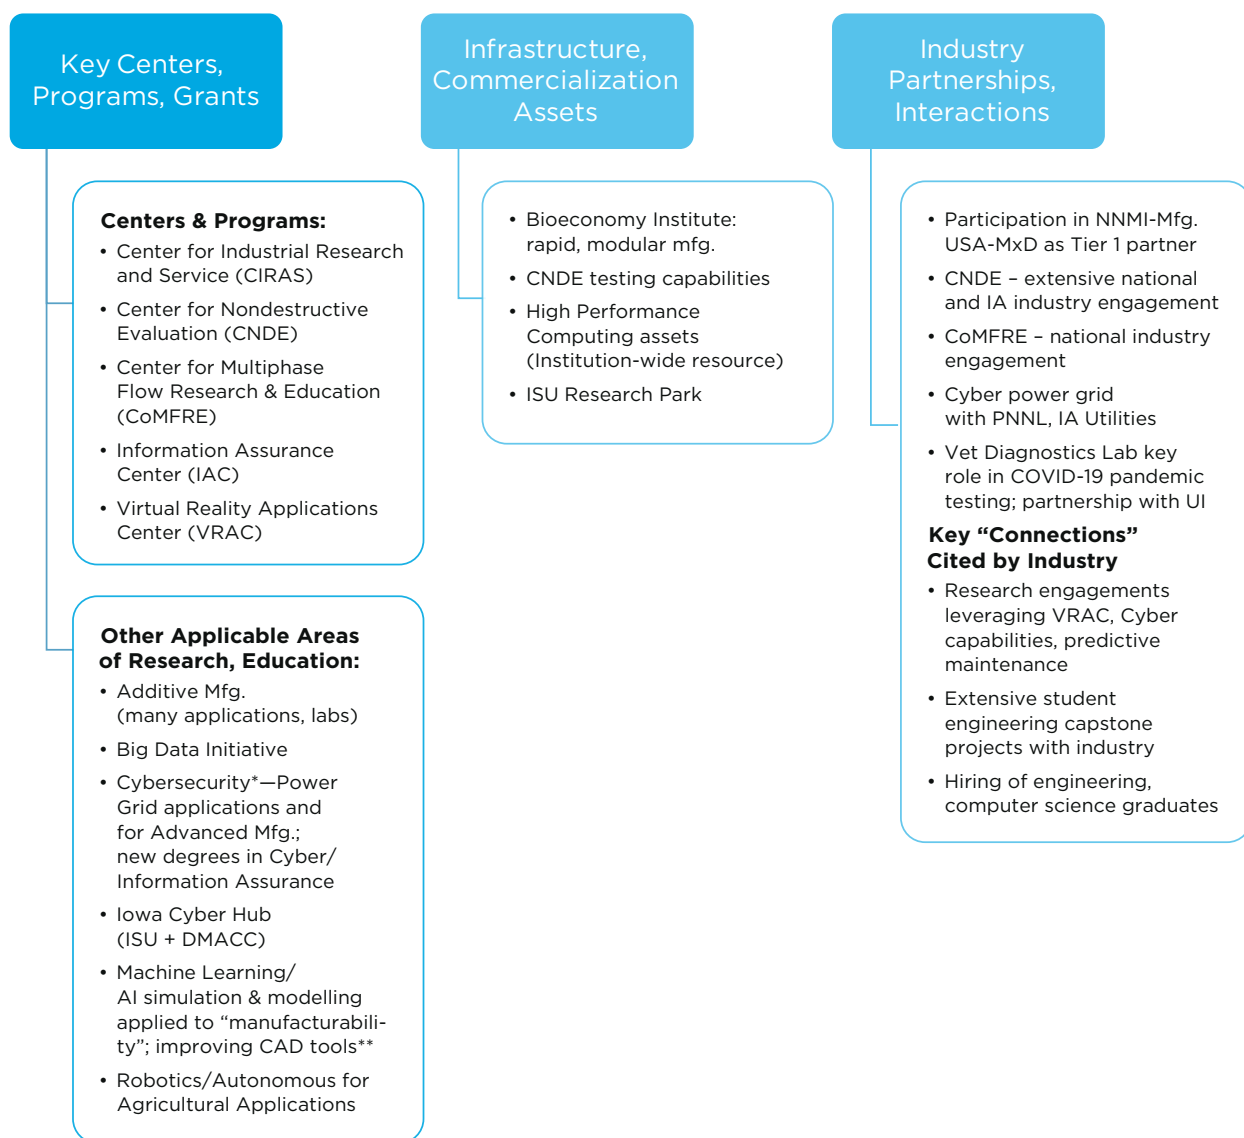 Key Centers,
Programs, Grants
Centers & Programs:
• Center for Industrial Research
and Service (CIRAS)
• Center for Nondestructive
Evaluation (CNDE)
• Center for Multiphase
Flow Research & Education
(CoMFRE)
• Information Assurance
Center (IAC)
• Virtual Reality Applications
Center (VRAC)
Other Applicable Areas
of Research, Education:
• Additive Mfg.
(many applications, labs)
• Big Data Initiative
• Cybersecurity*—Power
Grid applications and
for Advanced Mfg.;
new degrees in Cyber/
Information Assurance
• Iowa Cyber Hub
(ISU + DMACC)
• Machine Learning/
AI simulation & modelling
applied to “manufacturabili-
ty”; improving CAD tools**
• Robotics/Autonomous for
Agricultural Applications
Infrastructure,
Commercialization
Assets
• Bioeconomy Institute:
rapid, modular mfg.
• CNDE testing capabilities
• High Performance
Computing assets
(Institution-wide resource)
• ISU Research Park
Industry
Partnerships,
Interactions
• Participation in NNMI-Mfg.
USA-MxD as Tier 1 partner
• CNDE – extensive national
and IA industry engagement
• CoMFRE – national industry
engagement
• Cyber power grid
with PNNL, IA Utilities
• Vet Diagnostics Lab key
role in COVID-19 pandemic
testing; partnership with UI
Key “Connections”
Cited by Industry
• Research engagements
leveraging VRAC, Cyber
capabilities, predictive
maintenance
• Extensive student
engineering capstone
projects with industry
• Hiring of engineering,
computer science graduates